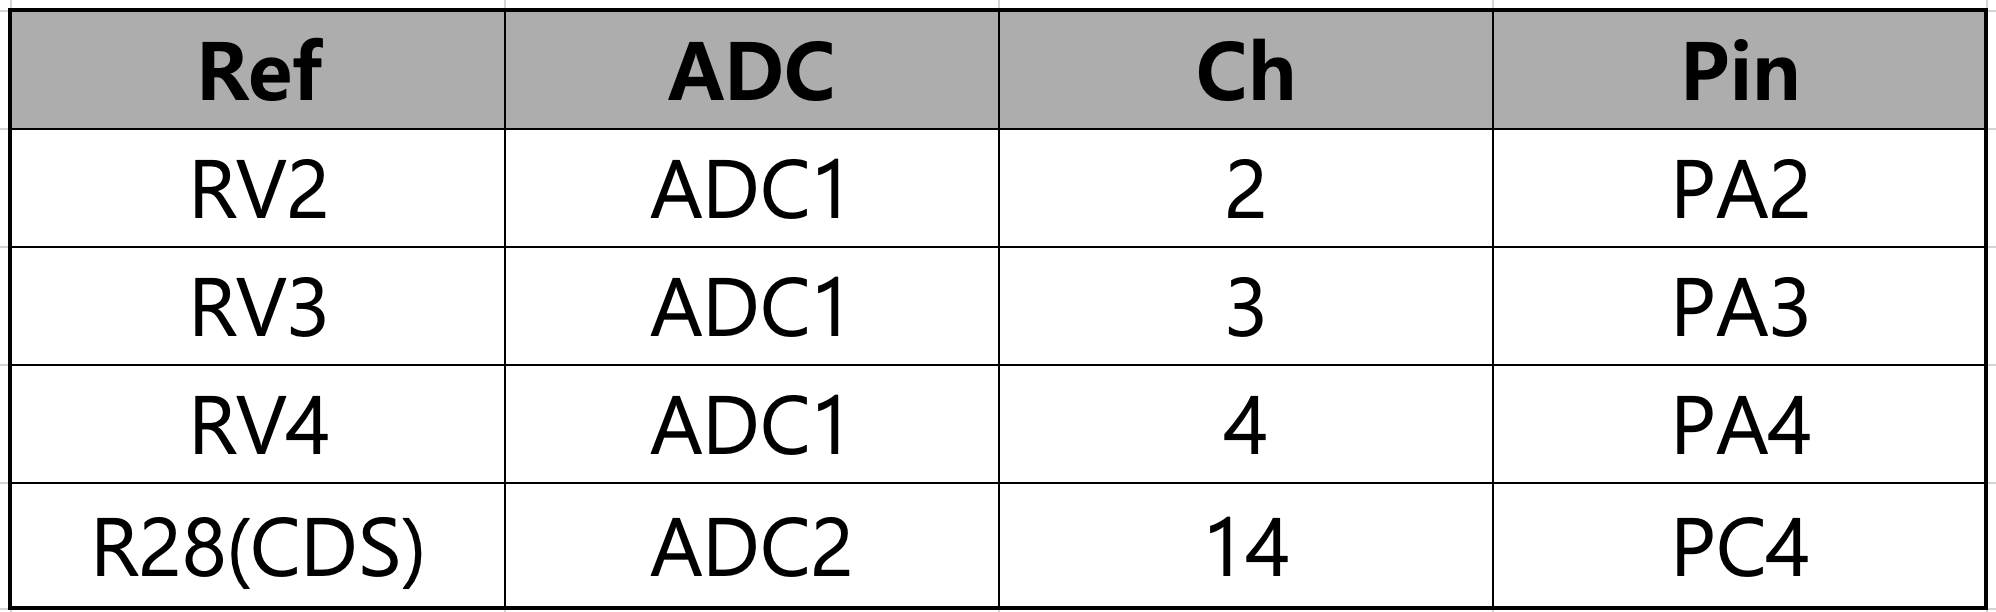 Ref ADC Ch Pin
RV2 ADC1 2 PA2
RV3 ADC1 3 PA3
RV4 ADC1 4 PA4
R28(CDS) ADC2 14 PC4